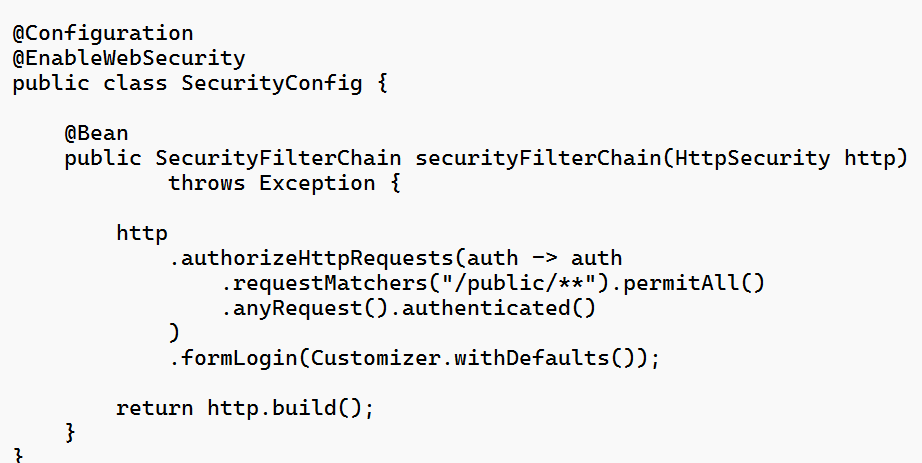 @Configuration
@EnableWebSecurity
public class SecurityConfig {
    @Bean
    public SecurityFilterChain securityFilterChain(HttpSecurity http)
            throws Exception {
        http
            .authorizeHttpRequests(auth -> auth
                .requestMatchers("/public/**").permitAll()
                .anyRequest().authenticated()
            )
            .formLogin(Customizer.withDefaults());
        return http.build();
    }
}